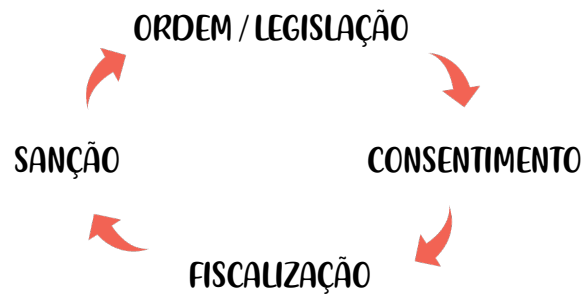 ORDEM / LEGISLAÇÃO
SANÇÃO
CONSENTIMENTO
FISCALIZAÇÃO